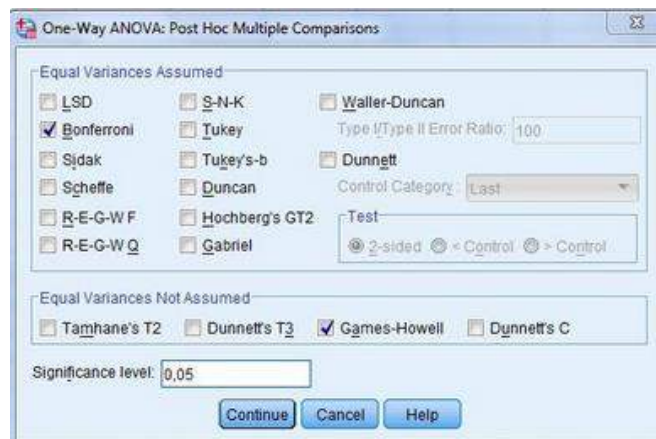 One-Way ANOVA: Post Hoc Multiple Comparisons
Equal Variances Assumed
LSD S-N-K Waller-Duncan
Bonferroni Tukey Type I/Type II Error Ratio: 100
Sidak Tukey's-b Dunnett
Scheffe Duncan Control Category: Last
R-E-G-W F Hochberg's GT2 Test
R-E-G-W Q Gabriel 2-sided < Control > Control
Equal Variances Not Assumed
Tamhane's T2 Dunnett's T3 Games-Howell Dunnett's C
Significance level: 0,05
Continue Cancel Help